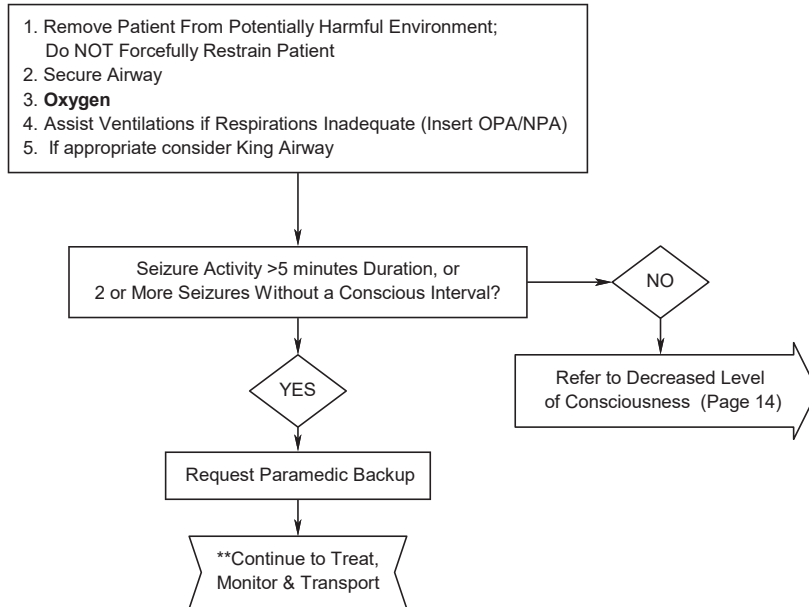 1. Remove Patient From Potentially Harmful Environment;
Do NOT Forcefully Restrain Patient
2. Secure Airway
3. Oxygen
4. Assist Ventilations if Respirations Inadequate (Insert OPA/NPA)
5. If appropriate consider King Airway
Seizure Activity >5 minutes Duration, or
2 or More Seizures Without a Conscious Interval?
NO
YES
Refer to Decreased Level
of Consciousness (Page 14)
Request Paramedic Backup
**Continue to Treat,
Monitor & Transport